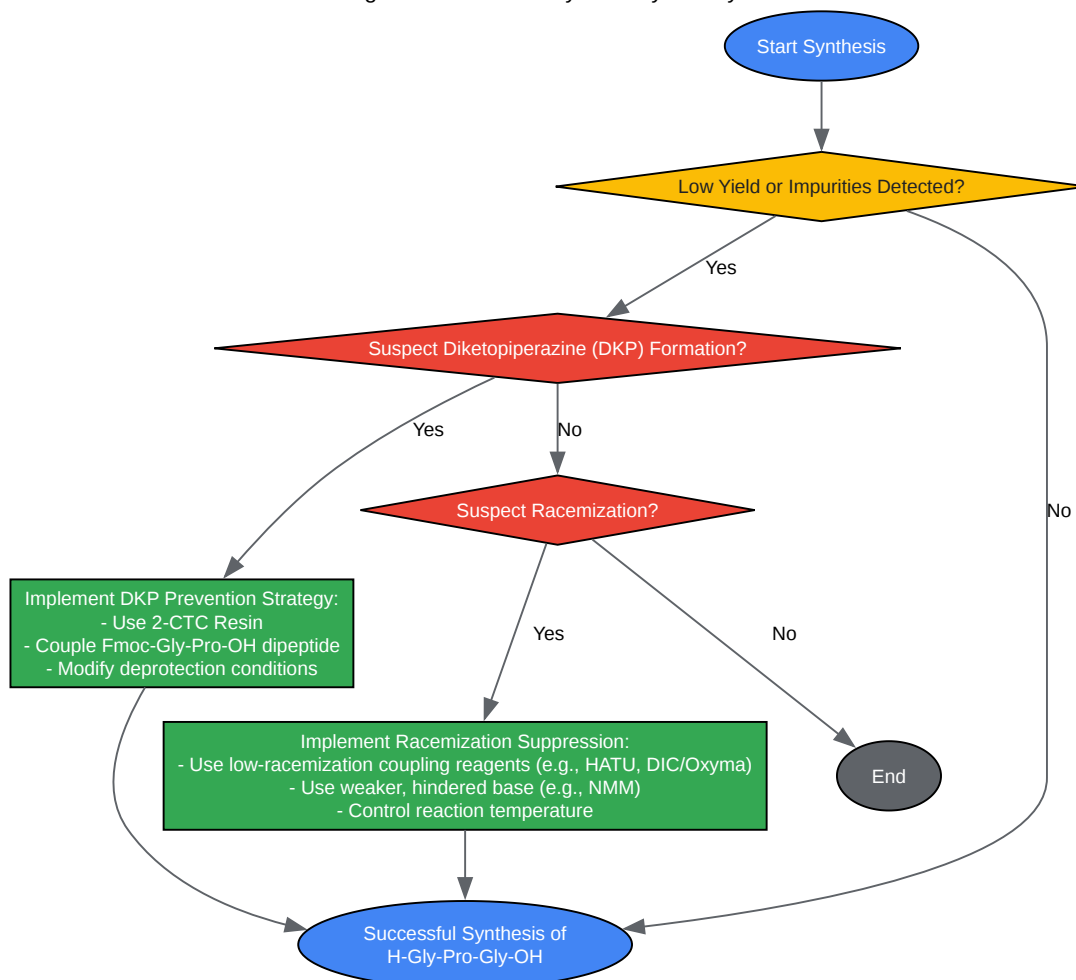 Start Synthesis
Low Yield or Impurities Detected?
Yes
Suspect Diketopiperazine (DKP) Formation?
Yes
No
Suspect Racemization?
No
Implement DKP Prevention Strategy:
- Use 2-CTC Resin
- Couple Fmoc-Gly-Pro-OH dipeptide
- Modify deprotection conditions
Yes
No
Implement Racemization Suppression:
- Use low-racemization coupling reagents (e.g., HATU, DIC/Oxyma)
- Use weaker, hindered base (e.g., NMM)
- Control reaction temperature
End
Successful Synthesis of
H-Gly-Pro-Gly-OH